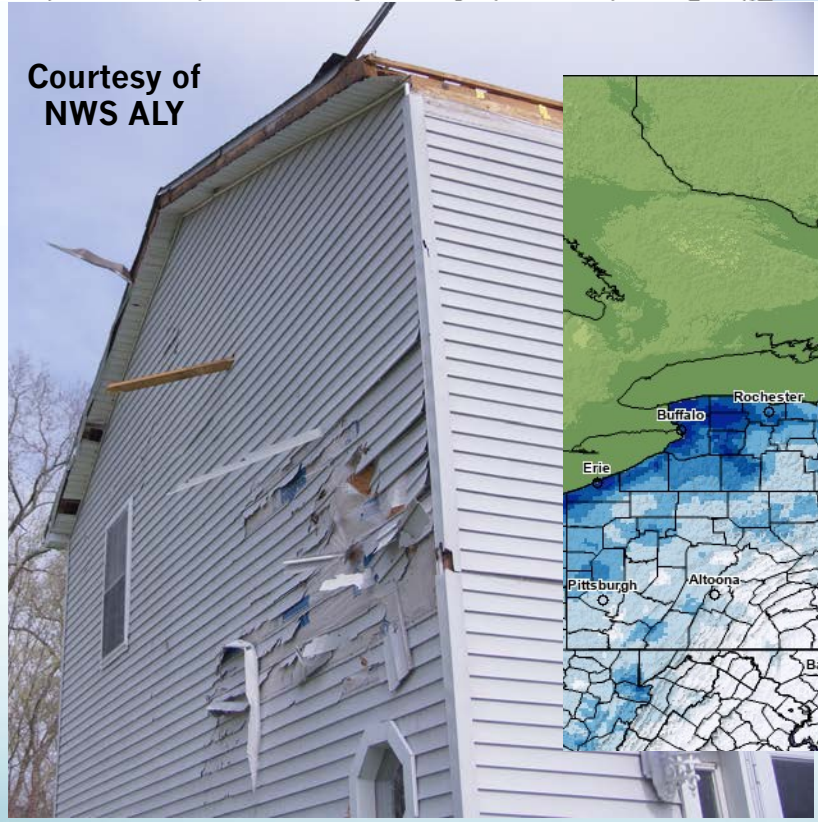 Courtesy of
NWS ALY
Rochester
Buffalo
Erie
Pittsburgh
Altoona